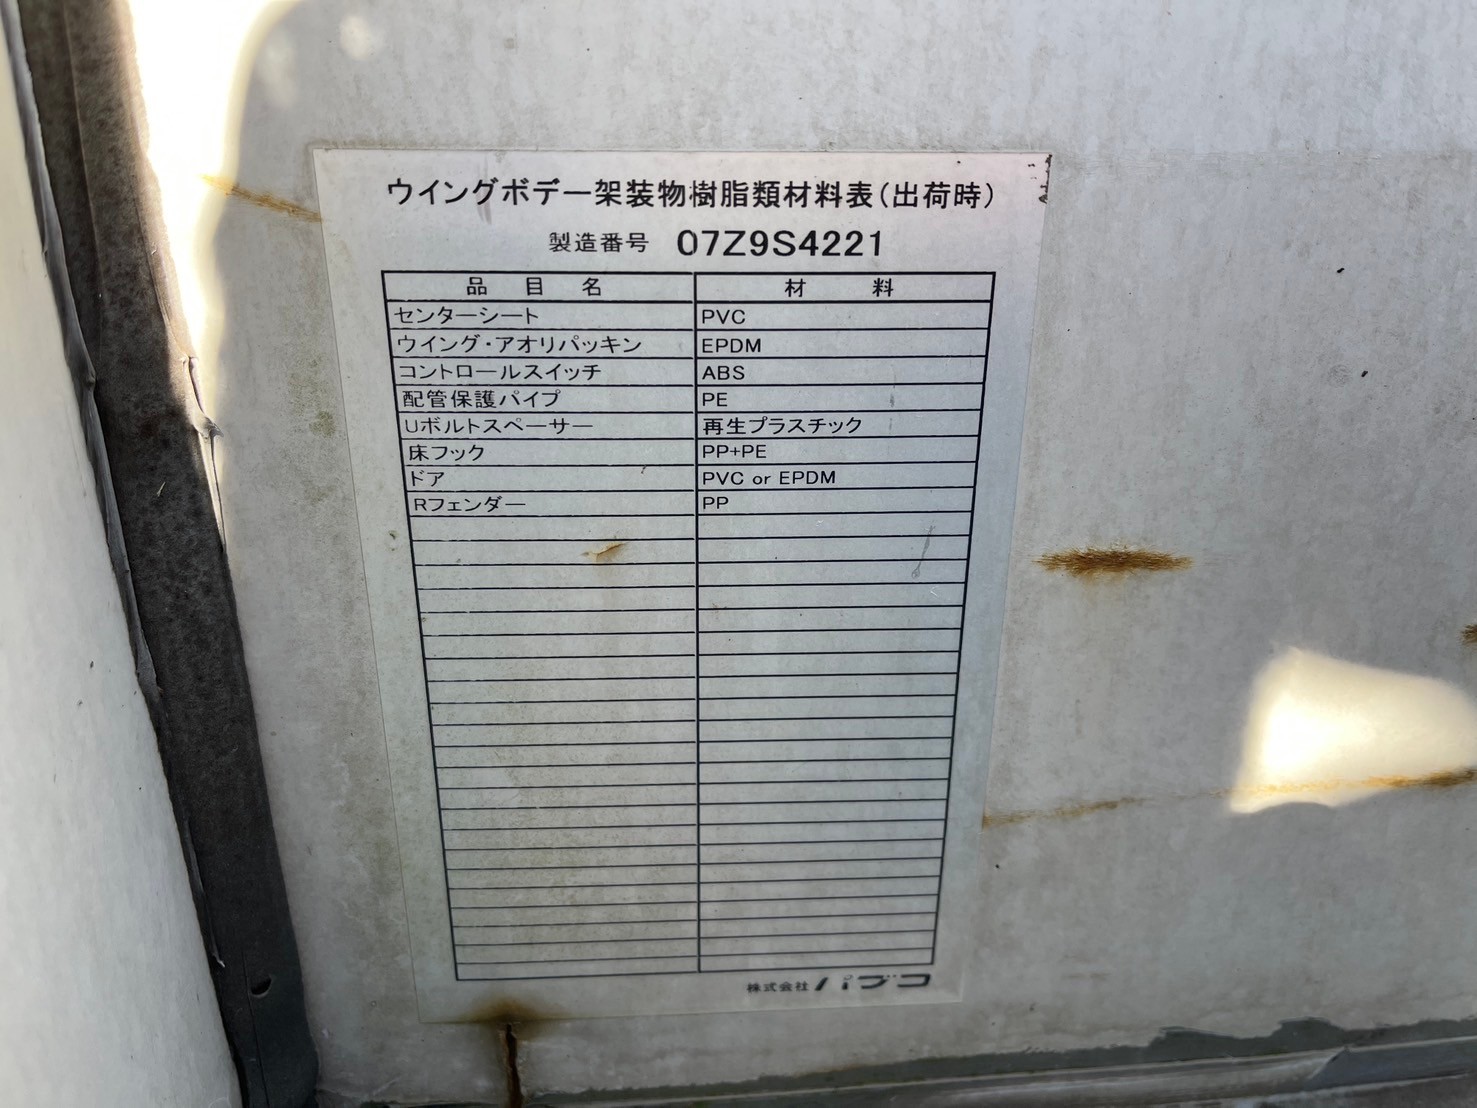 ウイングボデー架装物樹脂類材料表(出荷時)
製造番号 07Z9S4221
品目名 材料
センターシート PVC
ウイング・アオリパッキン EPDM
コントロールスイッチ ABS
配管保護パイプ PE
Uボルトスペーサー 再生プラスチック
床フック PP+PE
ドア PVC or EPDM
Rフェンダー PP
株式会社 パブコ